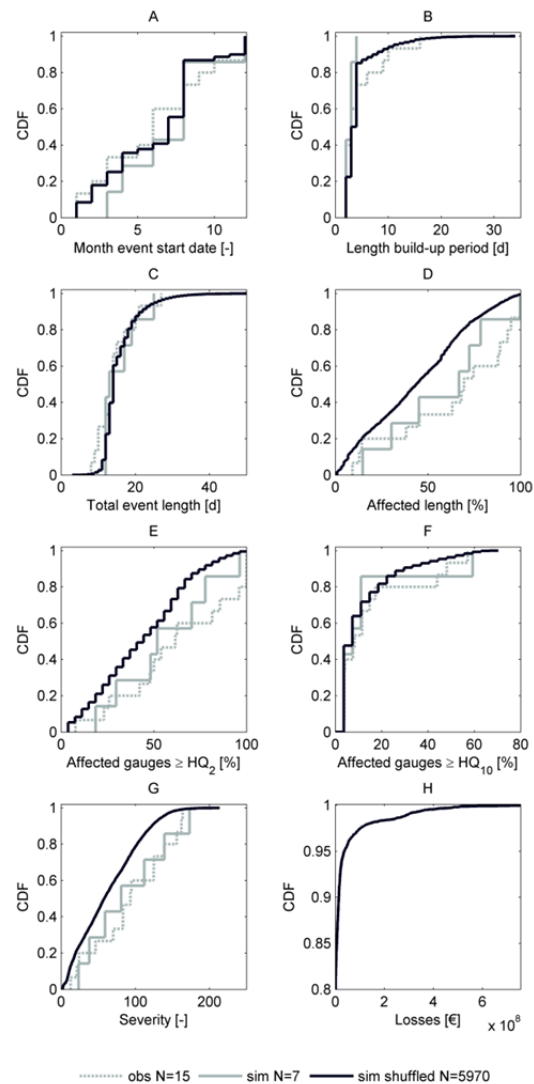 A
CDF
1
0.8
0.6
0.4
0.2
0
0 5 10
Month event start date [-]
B
CDF
1
0.8
0.6
0.4
0.2
0
0 10 20 30
Length build-up period [d]
C
CDF
1
0.8
0.6
0.4
0.2
0
0 20 40
Total event length [d]
D
CDF
1
0.8
0.6
0.4
0.2
0
0 50 100
Affected length [%]
E
CDF
1
0.8
0.6
0.4
0.2
0
0 50 100
Affected gauges ≥ HQ₂ [%]
F
CDF
1
0.8
0.6
0.4
0.2
0
0 20 40 60 80
Affected gauges ≥ HQ₁₀ [%]
G
CDF
1
0.8
0.6
0.4
0.2
0
0 100 200
Severity [-]
H
CDF
1
0.95
0.9
0.85
0.8
0 2 4 6
Losses [€]
x 10⁸
obs N=15 sim N=7 sim shuffled N=5970